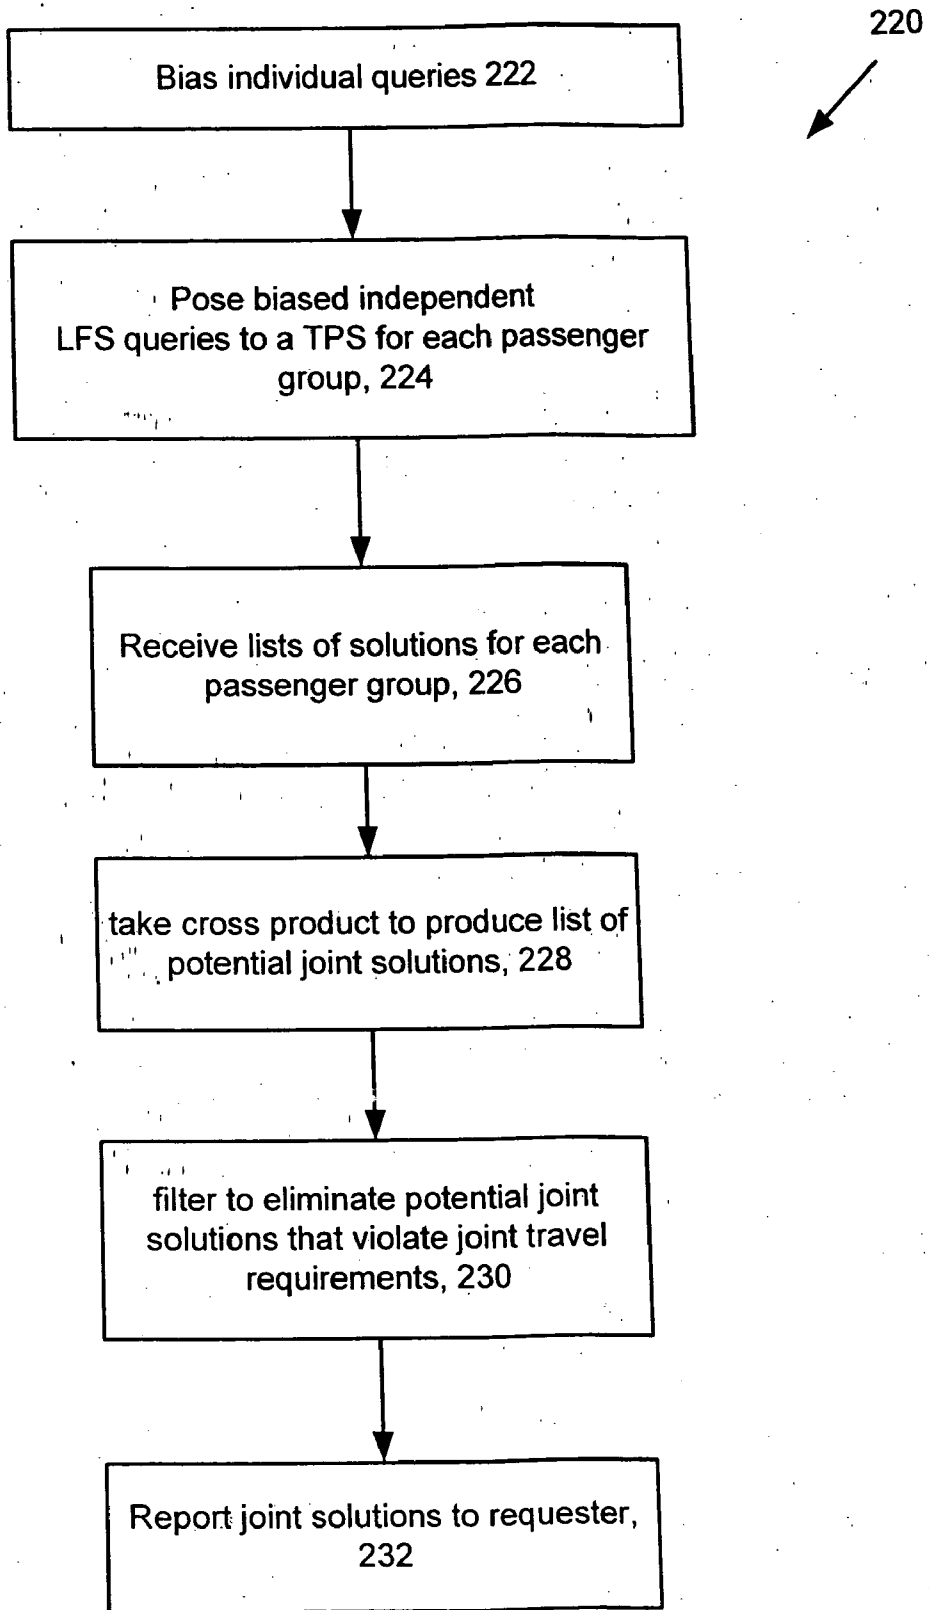 220
Bias individual queries 222
Pose biased independent
LFS queries to a TPS for each passenger
group, 224
Receive lists of solutions for each
passenger group, 226
take cross product to produce list of
potential joint solutions, 228
filter to eliminate potential joint
solutions that violate joint travel
requirements, 230
Report joint solutions to requester,
232